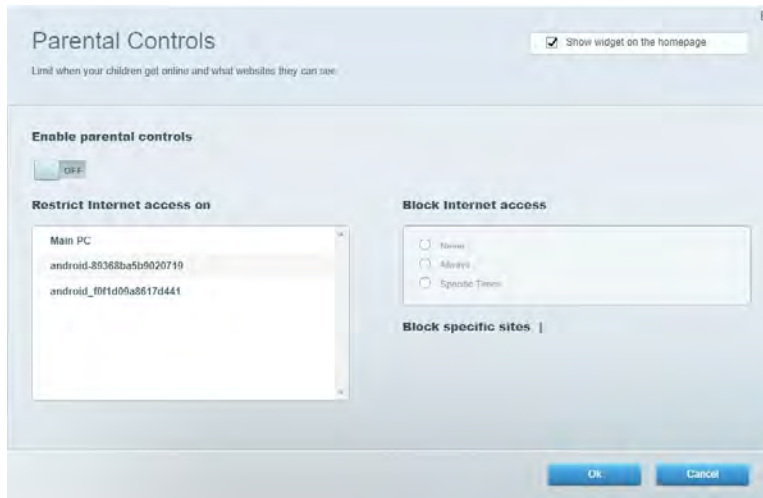 Parental Controls
Show widget on the homepage
Limit when your children get online and what websites they can see.
Enable parental controls
OFF
Restrict Internet access on
Main PC
android-89368ba5b9020719
android_f0f1d09a8617d441
Block Internet access
Never
Always
Specific Times
Block specific sites |
Ok
Cancel